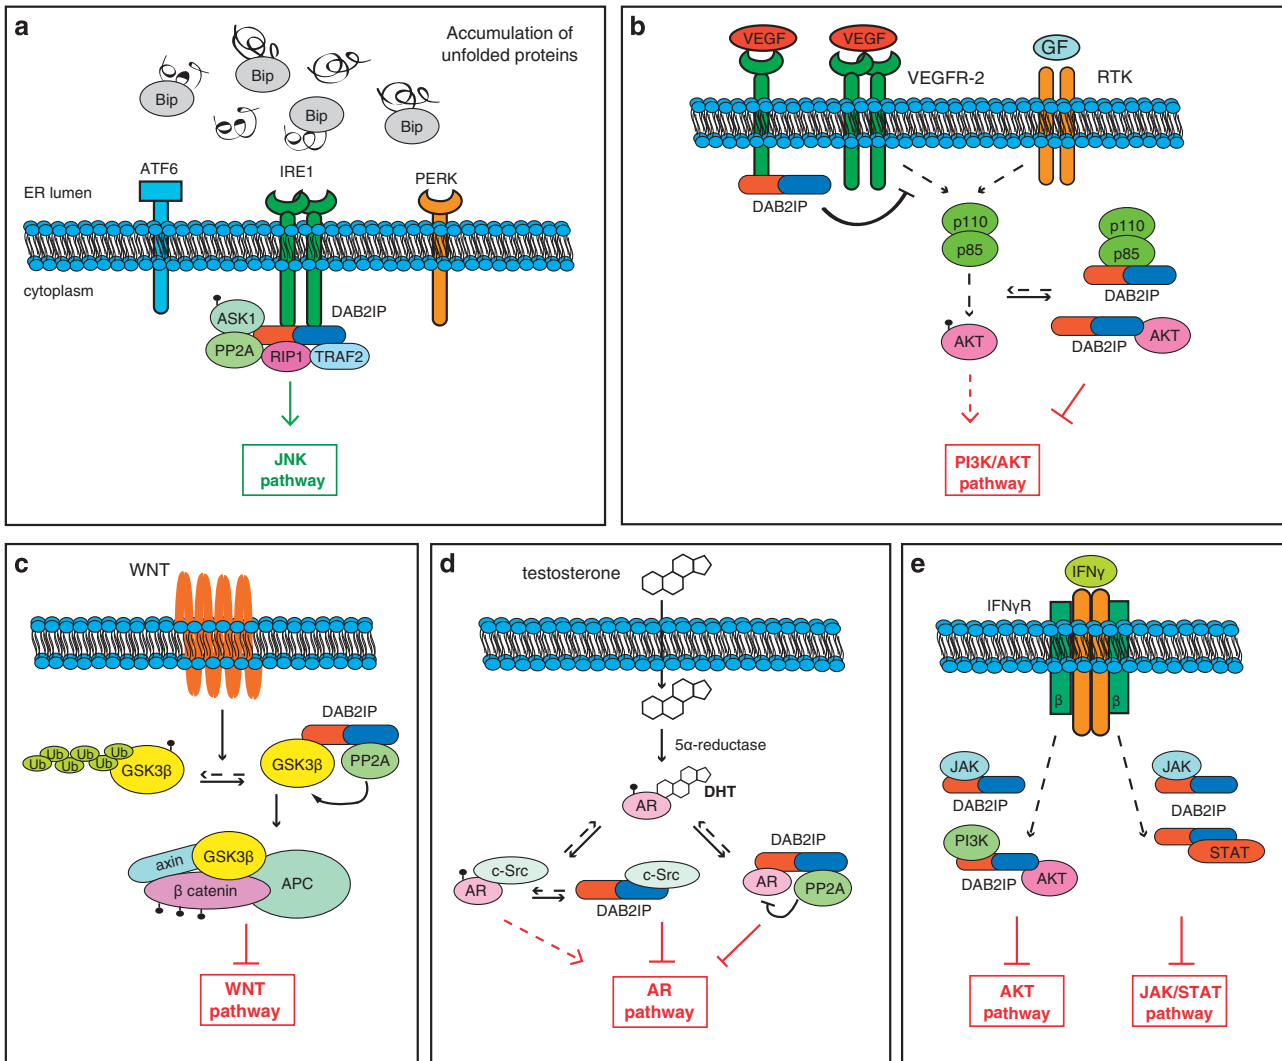 a
Accumulation of
unfolded proteins
Bip
Bip
Bip
Bip
ATF6
IRE1
PERK
ER lumen
cytoplasm
DAB2IP
ASK1
PP2A
RIP1
TRAF2
JNK
pathway
b
VEGF
VEGF
GF
VEGFR-2
RTK
DAB2IP
p110
p85
p110
p85
DAB2IP
AKT
DAB2IP
AKT
PI3K/AKT
pathway
c
WNT
DAB2IP
Ub
Ub
Ub
Ub
Ub
Ub
GSK3β
GSK3β
PP2A
axin
GSK3β
β catenin
APC
WNT
pathway
d
testosterone
5α-reductase
DHT
AR
DAB2IP
c-Src
AR
c-Src
DAB2IP
AR
PP2A
AR
pathway
e
IFNγ
IFNγR
β
β
JAK
DAB2IP
JAK
DAB2IP
PI3K
DAB2IP
AKT
STAT
AKT
pathway
JAK/STAT
pathway